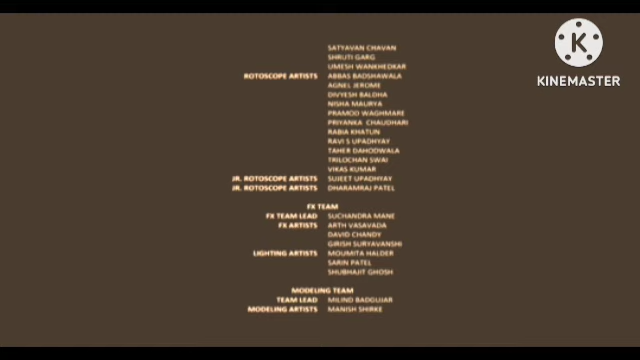 SATYAVAN CHAVAN
SHRUTI GARG
UMESH WANKHEDKAR
ROTOSCOPE ARTISTS ABBAS BADSHAWALA
AGNEL JEROME
DIVYESH BALDHA
NISHA MAURYA
PRAMOD WAGHMARE
PRIYANKA CHAUDHARI
RABIA KHATUN
RAVI S UPADHYAY
TAHER DAHODWALA
TRILOCHAN SWAI
VIKAS KUMAR
JR. ROTOSCOPE ARTISTS SUJEET UPADHYAY
JR. ROTOSCOPE ARTISTS DHARAMRAJ PATEL
FX TEAM
FX TEAM LEAD SUCHANDRA MANE
FX ARTISTS ARTH VASAVADA
DAVID CHANDY
GIRISH SURYAVANSHI
LIGHTING ARTISTS MOUMITA HALDER
SARIN PATEL
SHUBHAJIT GHOSH
MODELING TEAM
TEAM LEAD MILIND BADGUJAR
MODELING ARTISTS MANISH SHIRKE
K
KINEMASTER